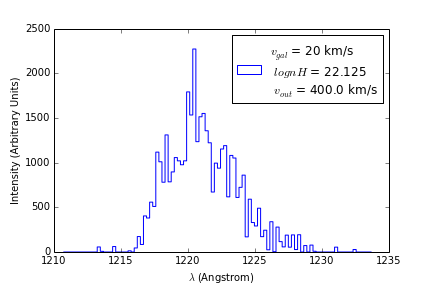 2500
2000
1500
1000
500
0
Intensity (Arbitrary Units)
v_gal = 20 km/s
lognH = 22.125
v_out = 400.0 km/s
1210 1215 1220 1225 1230 1235
λ (Angstrom)